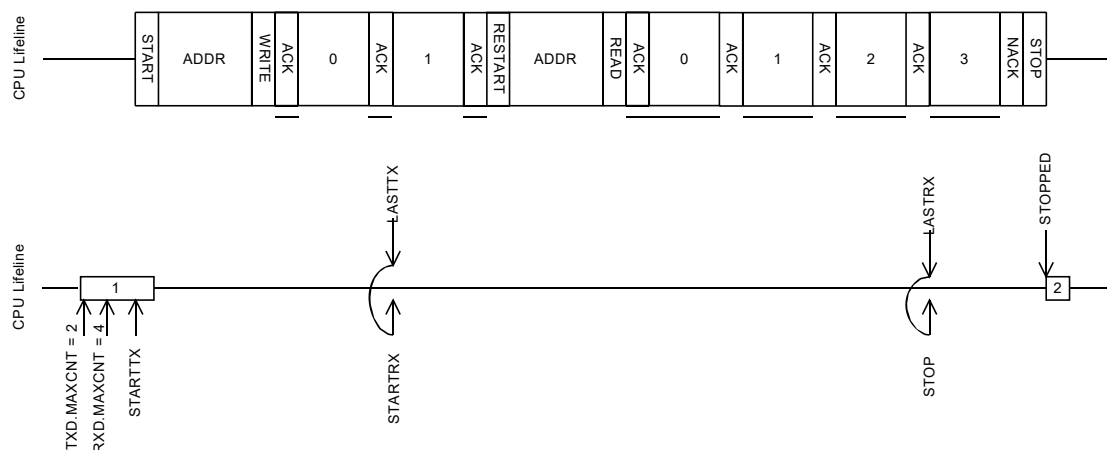 CPU Lifeline
START
ADDR
WRITE
ACK
0
ACK
1
ACK
RESTART
ADDR
READ
ACK
0
ACK
1
ACK
2
ACK
3
NACK
STOP
LASTTX
LASTRX
STOPPED
CPU Lifeline
1
2
TXD.MAXCNT = 2
RXD.MAXCNT = 4
STARTTX
STARTRX
STOP